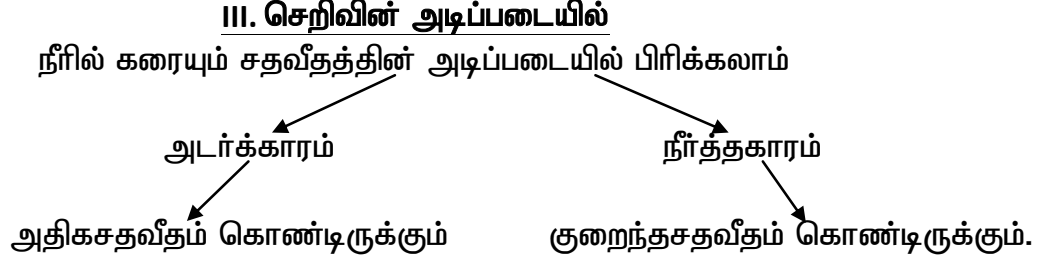 III. செறிவின் அடிப்படையில்
நீரில் கரையும் சதவீதத்தின் அடிப்படையில் பிரிக்கலாம்
அடர்க்காரம் நீர்த்தகாரம்
அதிகசதவீதம் கொண்டிருக்கும் குறைந்தசதவீதம் கொண்டிருக்கும்.